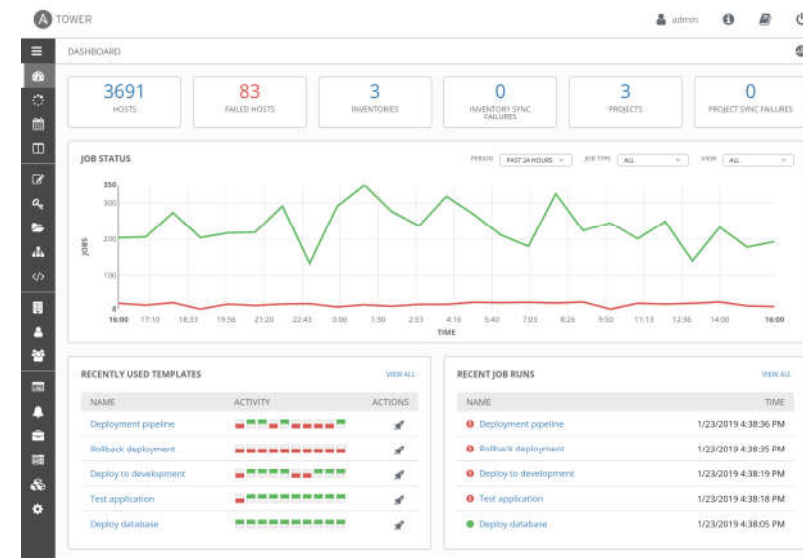 A TOWER admin
DASHBOARD
3691 83 3 0 3 0
HOSTS FAILED HOSTS INVENTORIES INVENTORY SYNC FAILURES PROJECTS PROJECT SYNC FAILURES
JOB STATUS PERIOD PAST 24 HOURS JOB TYPE ALL VIEW ALL
350
300
200
100
0
JOBS
16:00 17:10 18:33 19:56 21:20 22:43 0:06 1:30 2:53 4:16 5:40 7:03 8:26 9:50 11:13 12:36 14:00 16:00
TIME
RECENTLY USED TEMPLATES VIEW ALL
NAME ACTIVITY ACTIONS
Deployment pipeline
Rollback deployment
Deploy to development
Test application
Deploy database
RECENT JOB RUNS VIEW ALL
NAME TIME
Deployment pipeline 1/23/2019 4:38:36 PM
Rollback deployment 1/23/2019 4:38:35 PM
Deploy to development 1/23/2019 4:38:19 PM
Test application 1/23/2019 4:38:18 PM
Deploy database 1/23/2019 4:38:05 PM